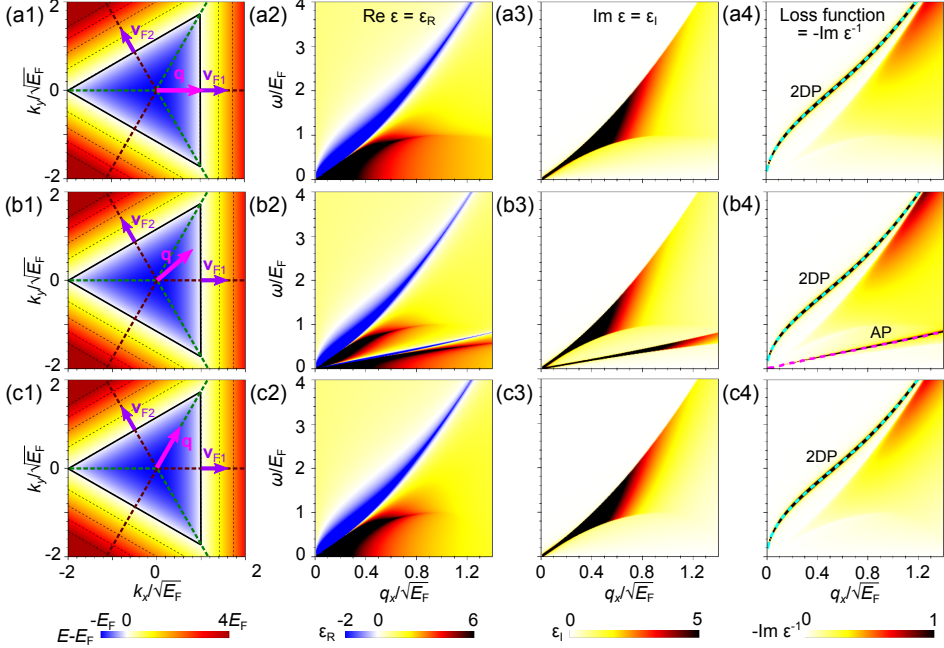 (a1)
2
0
-2
k_y/√E_F
v_F2
q
v_F1
(a2)
Re ε = ε_R
4
3
2
1
0
ω/E_F
(a3)
Im ε = ε_I
(a4)
Loss function
= -Im ε⁻¹
2DP
(b1)
2
0
-2
k_y/√E_F
v_F2
q
v_F1
(b2)
4
3
2
1
0
ω/E_F
(b3)
(b4)
2DP
AP
(c1)
2
0
-2
k_y/√E_F
v_F2
q
v_F1
-2 0 2
k_x/√E_F
(c2)
4
3
2
1
0
ω/E_F
0 0.4 0.8 1.2
q_x/√E_F
(c3)
0 0.4 0.8 1.2
q_x/√E_F
(c4)
2DP
0 0.4 0.8 1.2
q_x/√E_F
E-E_F -E_F 0 4E_F
ε_R -2 0 6
ε_I 0 5
-Im ε⁻¹ 0 1